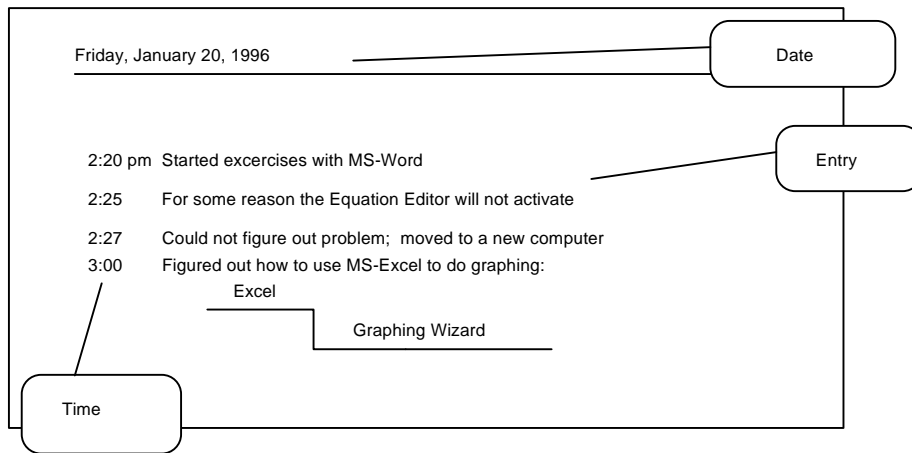 Friday, January 20, 1996
Date
2:20 pm Started excercises with MS-Word
Entry
2:25 For some reason the Equation Editor will not activate
2:27 Could not figure out problem; moved to a new computer
3:00 Figured out how to use MS-Excel to do graphing:
Excel
Graphing Wizard
Time